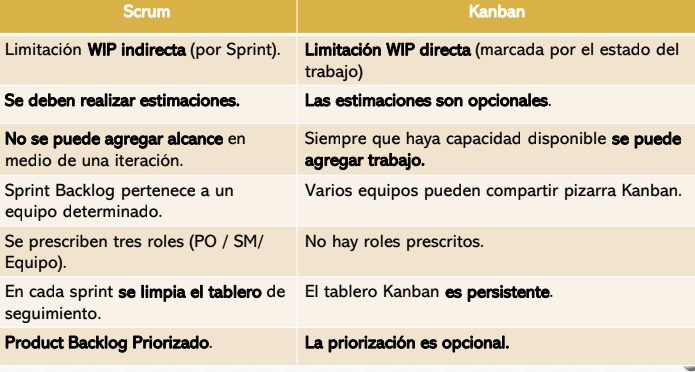 Scrum
Kanban
Limitación WIP indirecta (por Sprint).
Limitación WIP directa (marcada por el estado del
trabajo)
Se deben realizar estimaciones.
Las estimaciones son opcionales.
No se puede agregar alcance en
medio de una iteración.
Siempre que haya capacidad disponible se puede
agregar trabajo.
Sprint Backlog pertenece a un
equipo determinado.
Varios equipos pueden compartir pizarra Kanban.
Se prescriben tres roles (PO / SM/
Equipo).
No hay roles prescritos.
En cada sprint se limpia el tablero de
seguimiento.
El tablero Kanban es persistente.
Product Backlog Priorizado.
La priorización es opcional.